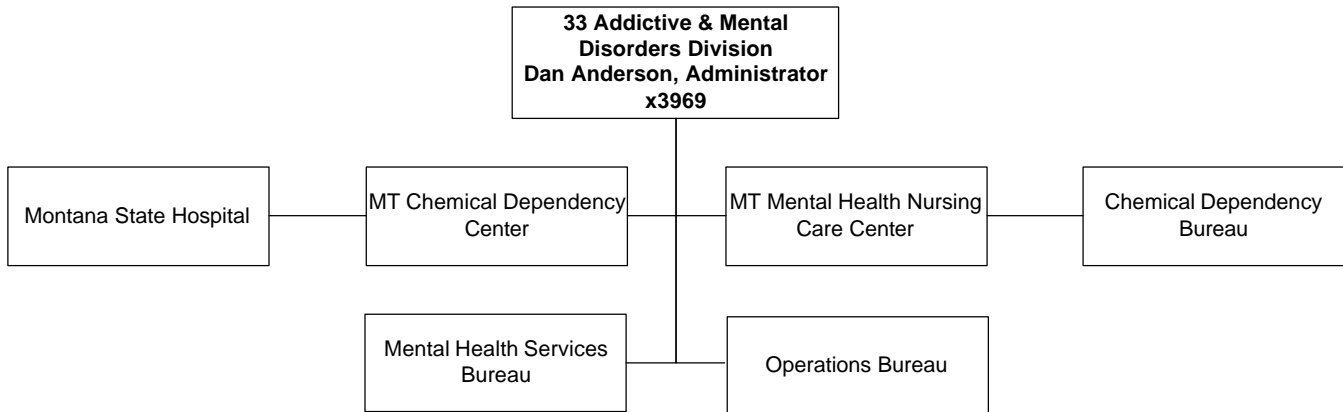 33 Addictive & Mental
Disorders Division
Dan Anderson, Administrator
x3969
Montana State Hospital
MT Chemical Dependency
Center
MT Mental Health Nursing
Care Center
Chemical Dependency
Bureau
Mental Health Services
Bureau
Operations Bureau